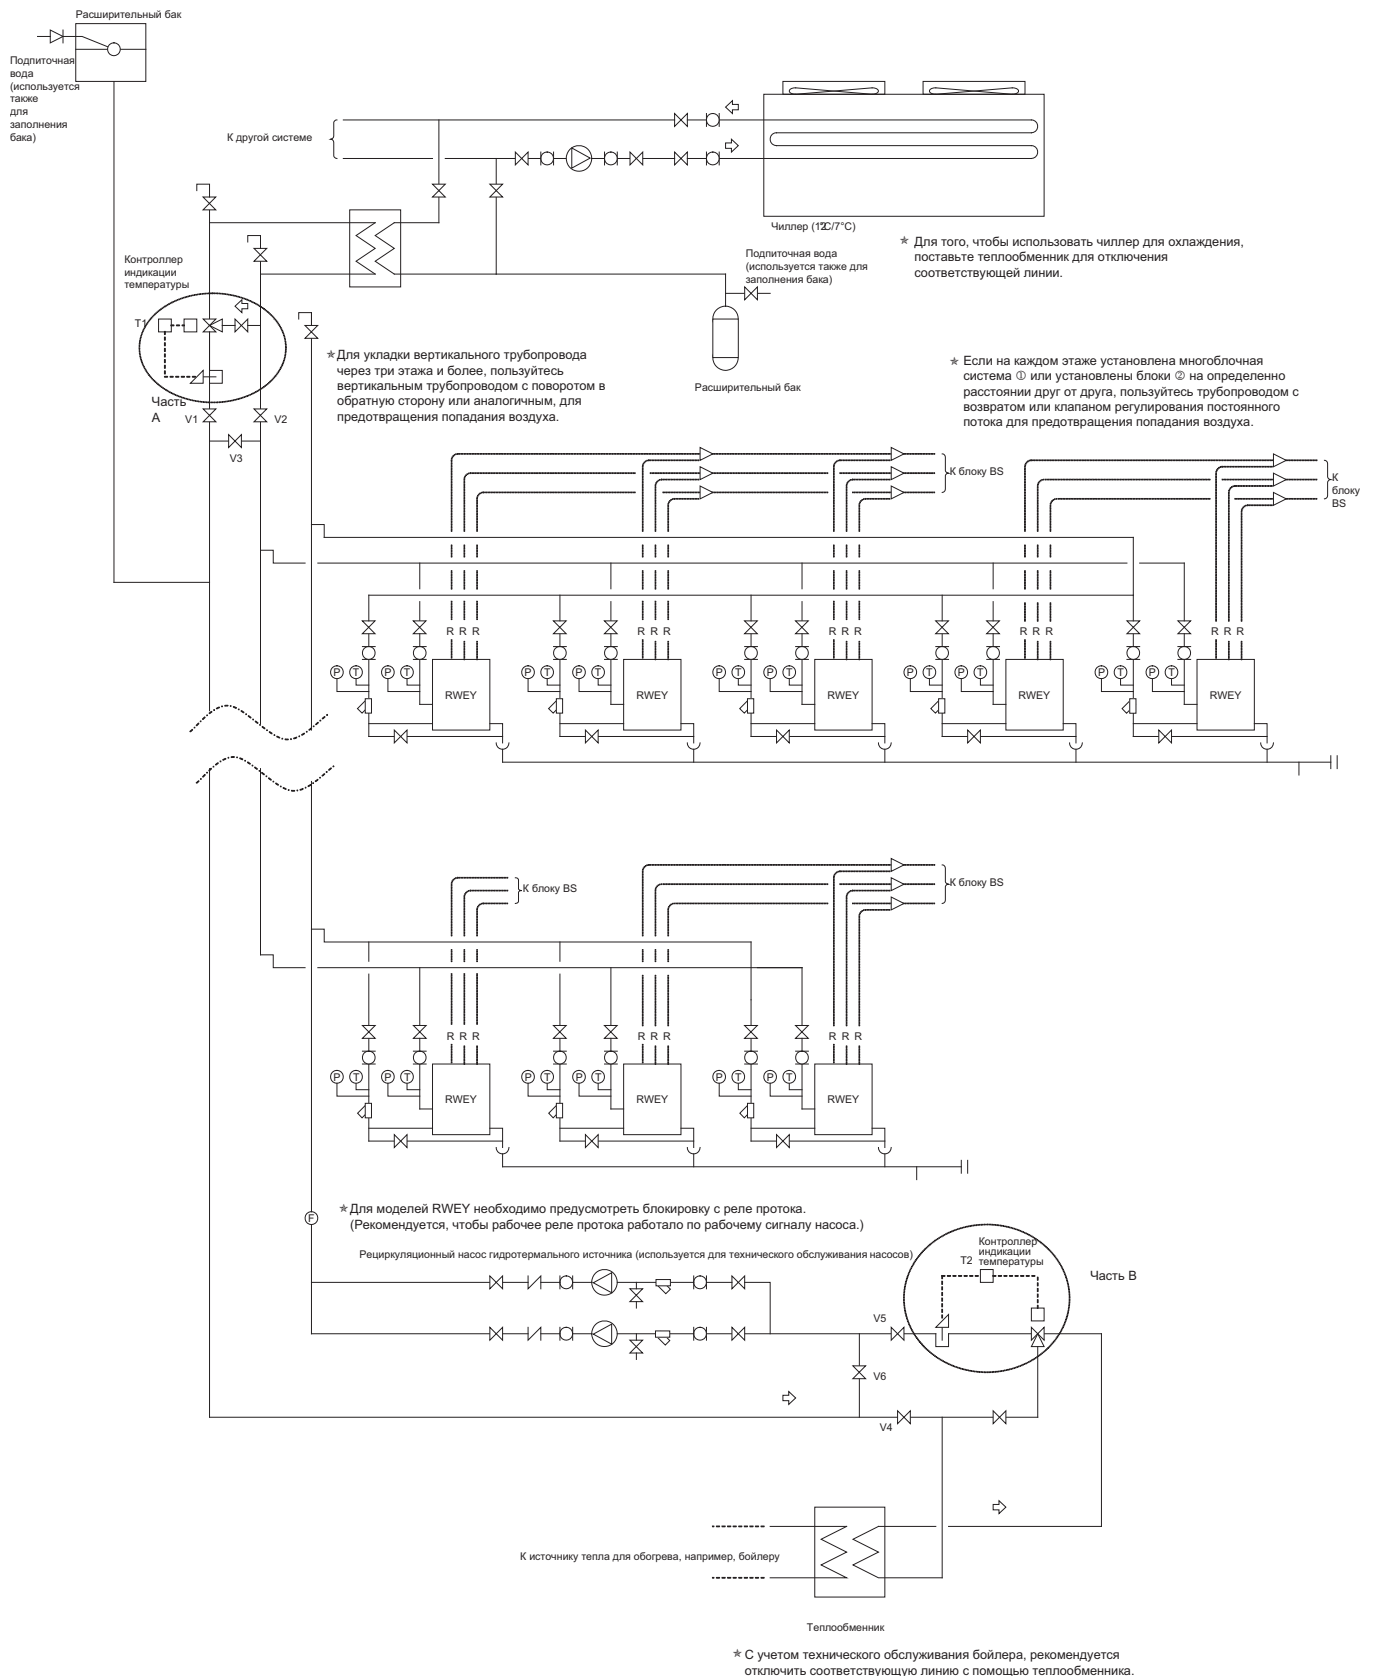 Расширительный бак
Подпиточная
вода
(используется
также
для
заполнения
бака)
К другой системе
Чиллер (12°C/7°C)
✯ Для того, чтобы использовать чиллер для охлаждения,
поставьте теплообменник для отключения
соответствующей линии.
Контроллер
индикации
температуры
Подпиточная вода
(используется также для
заполнения бака)
T1
Расширительный бак
Часть
A
V1
V2
V3
✯ Для укладки вертикального трубопровода
через три этажа и более, пользуйтесь
вертикальным трубопроводом с поворотом в
обратную сторону или аналогичным, для
предотвращения попадания воздуха.
✯ Если на каждом этаже установлена многоблочная
система ① или установлены блоки ② на определенно
расстоянии друг от друга, пользуйтесь трубопроводом с
возвратом или клапаном регулирования постоянного
потока для предотвращения попадания воздуха.
К блоку BS
К
блоку
BS
R R R R R R R R R R R R R R R
P T P T P T P T P T P T P T P T P T P T
RWEY RWEY RWEY RWEY RWEY
К блоку BS
К блоку BS
R R R R R R R R R
P T P T P T P T P T P T
RWEY RWEY RWEY
F
✯ Для моделей RWEY необходимо предусмотреть блокировку с реле протока.
(Рекомендуется, чтобы рабочее реле протока работало по рабочему сигналу насоса.)
Рециркуляционный насос гидротермального источника (используется для технического обслуживания насосов)
Контроллер
индикации
T2 температуры
Часть B
V5
V6
V4
К источнику тепла для обогрева, например, бойлеру
Теплообменник
✯ С учетом технического обслуживания бойлера, рекомендуется
отключить соответствующую линию с помощью теплообменника.